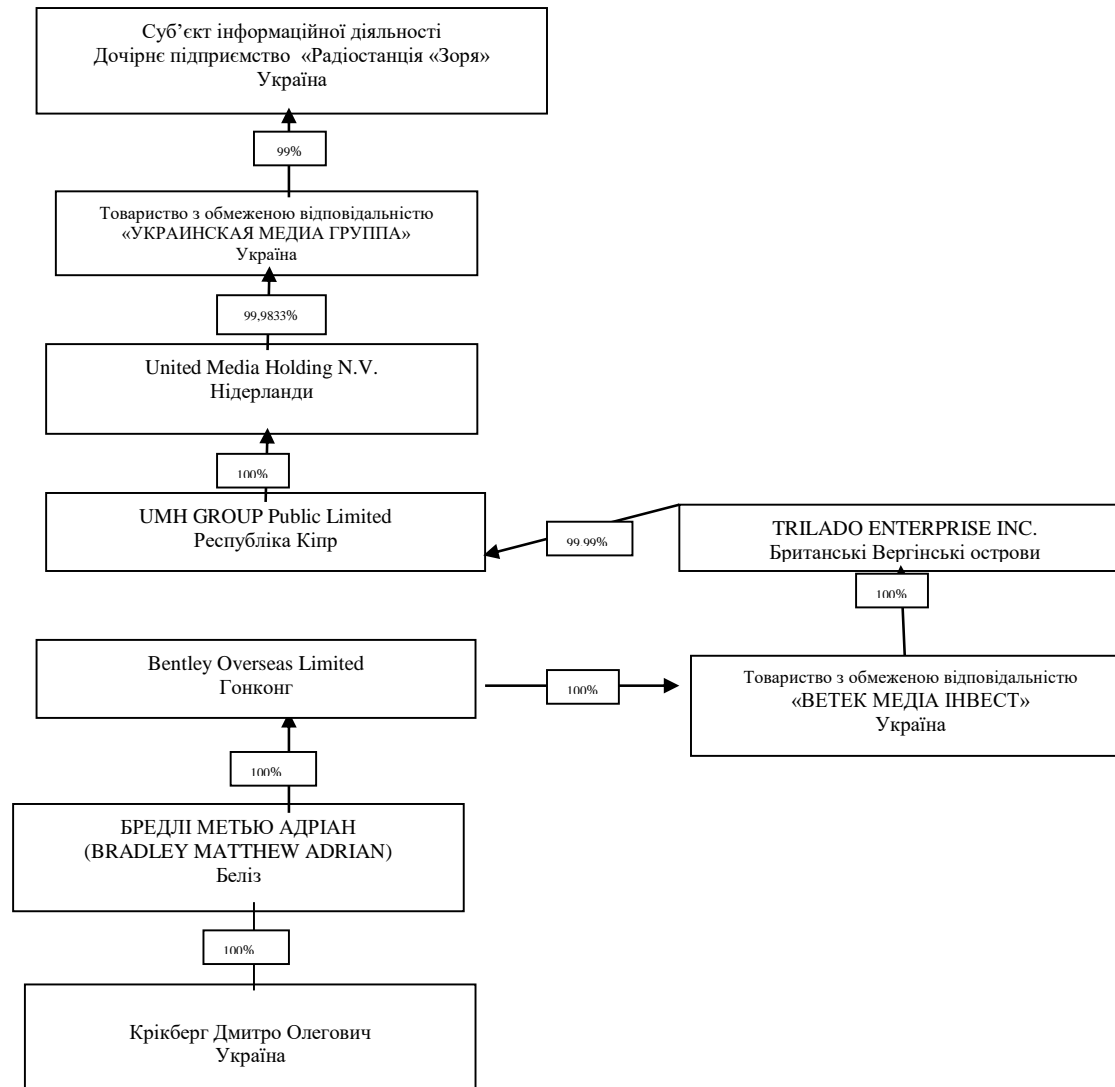 Суб’єкт інформаційної діяльності
Дочірнє підприємство «Радіостанція «Зоря»
Україна
99%
Товариство з обмеженою відповідальністю
«УКРАИНСКАЯ МЕДИА ГРУППА»
Україна
99,9833%
United Media Holding N.V.
Нідерланди
100%
UMH GROUP Public Limited
Республіка Кіпр
99.99%
TRILADO ENTERPRISE INC.
Британські Вергінські острови
100%
Bentley Overseas Limited
Гонконг
100%
Товариство з обмеженою відповідальністю
«ВЕТЕК МЕДІА ІНВЕСТ»
Україна
100%
БРЕДЛІ МЕТЬЮ АДРІАН
(BRADLEY MATTHEW ADRIAN)
Беліз
100%
Крікберг Дмитро Олегович
Україна